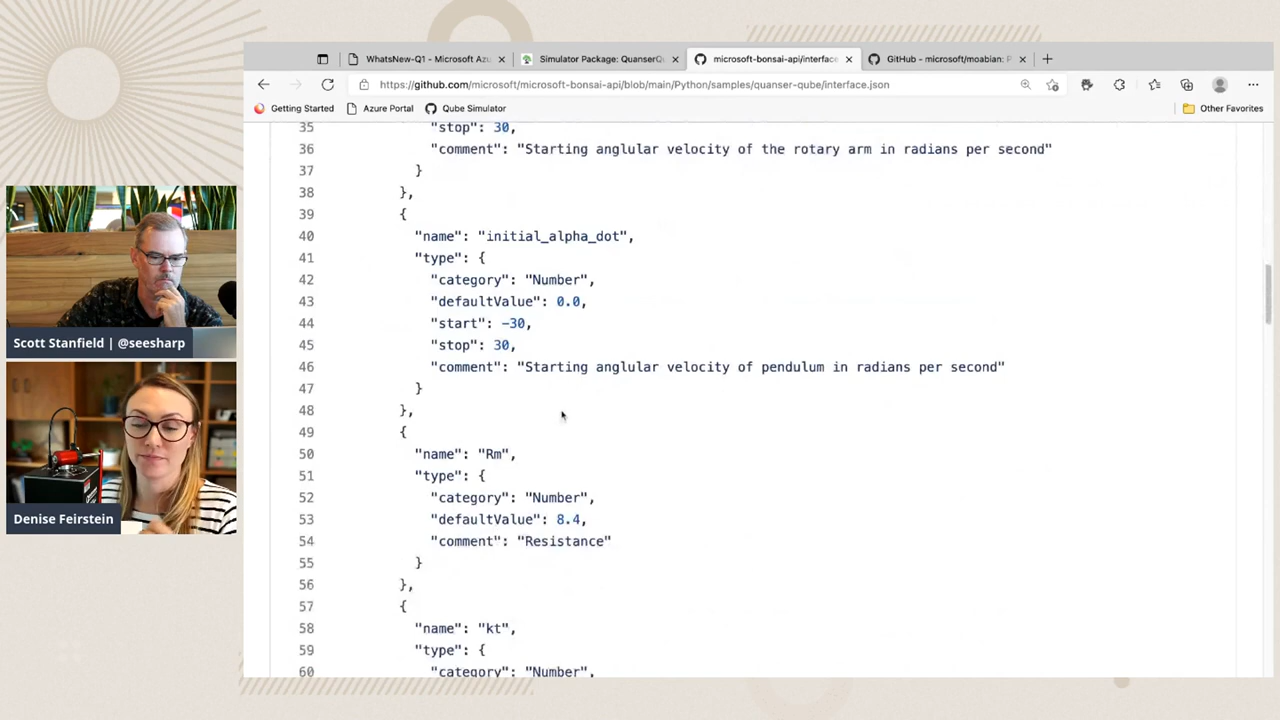 WhatsNew-Q1 - Microsoft Azu
Simulator Package: QuanserQu
microsoft-bonsai-api/interface
GitHub - microsoft/moabian: P
https://github.com/microsoft/microsoft-bonsai-api/blob/main/Python/samples/quanser-qube/interface.json
Getting Started
Azure Portal
Qube Simulator
Other Favorites
35 "stop": 30,
36 "comment": "Starting anglular velocity of the rotary arm in radians per second"
37 }
38 },
39 {
40 "name": "initial_alpha_dot",
41 "type": {
42 "category": "Number",
43 "defaultValue": 0.0,
44 "start": -30,
45 "stop": 30,
46 "comment": "Starting anglular velocity of pendulum in radians per second"
47 }
48 },
49 {
50 "name": "Rm",
51 "type": {
52 "category": "Number",
53 "defaultValue": 8.4,
54 "comment": "Resistance"
55 }
56 },
57 {
58 "name": "kt",
59 "type": {
60 "category": "Number",
Scott Stanfield | @seesharp
Denise Feirstein